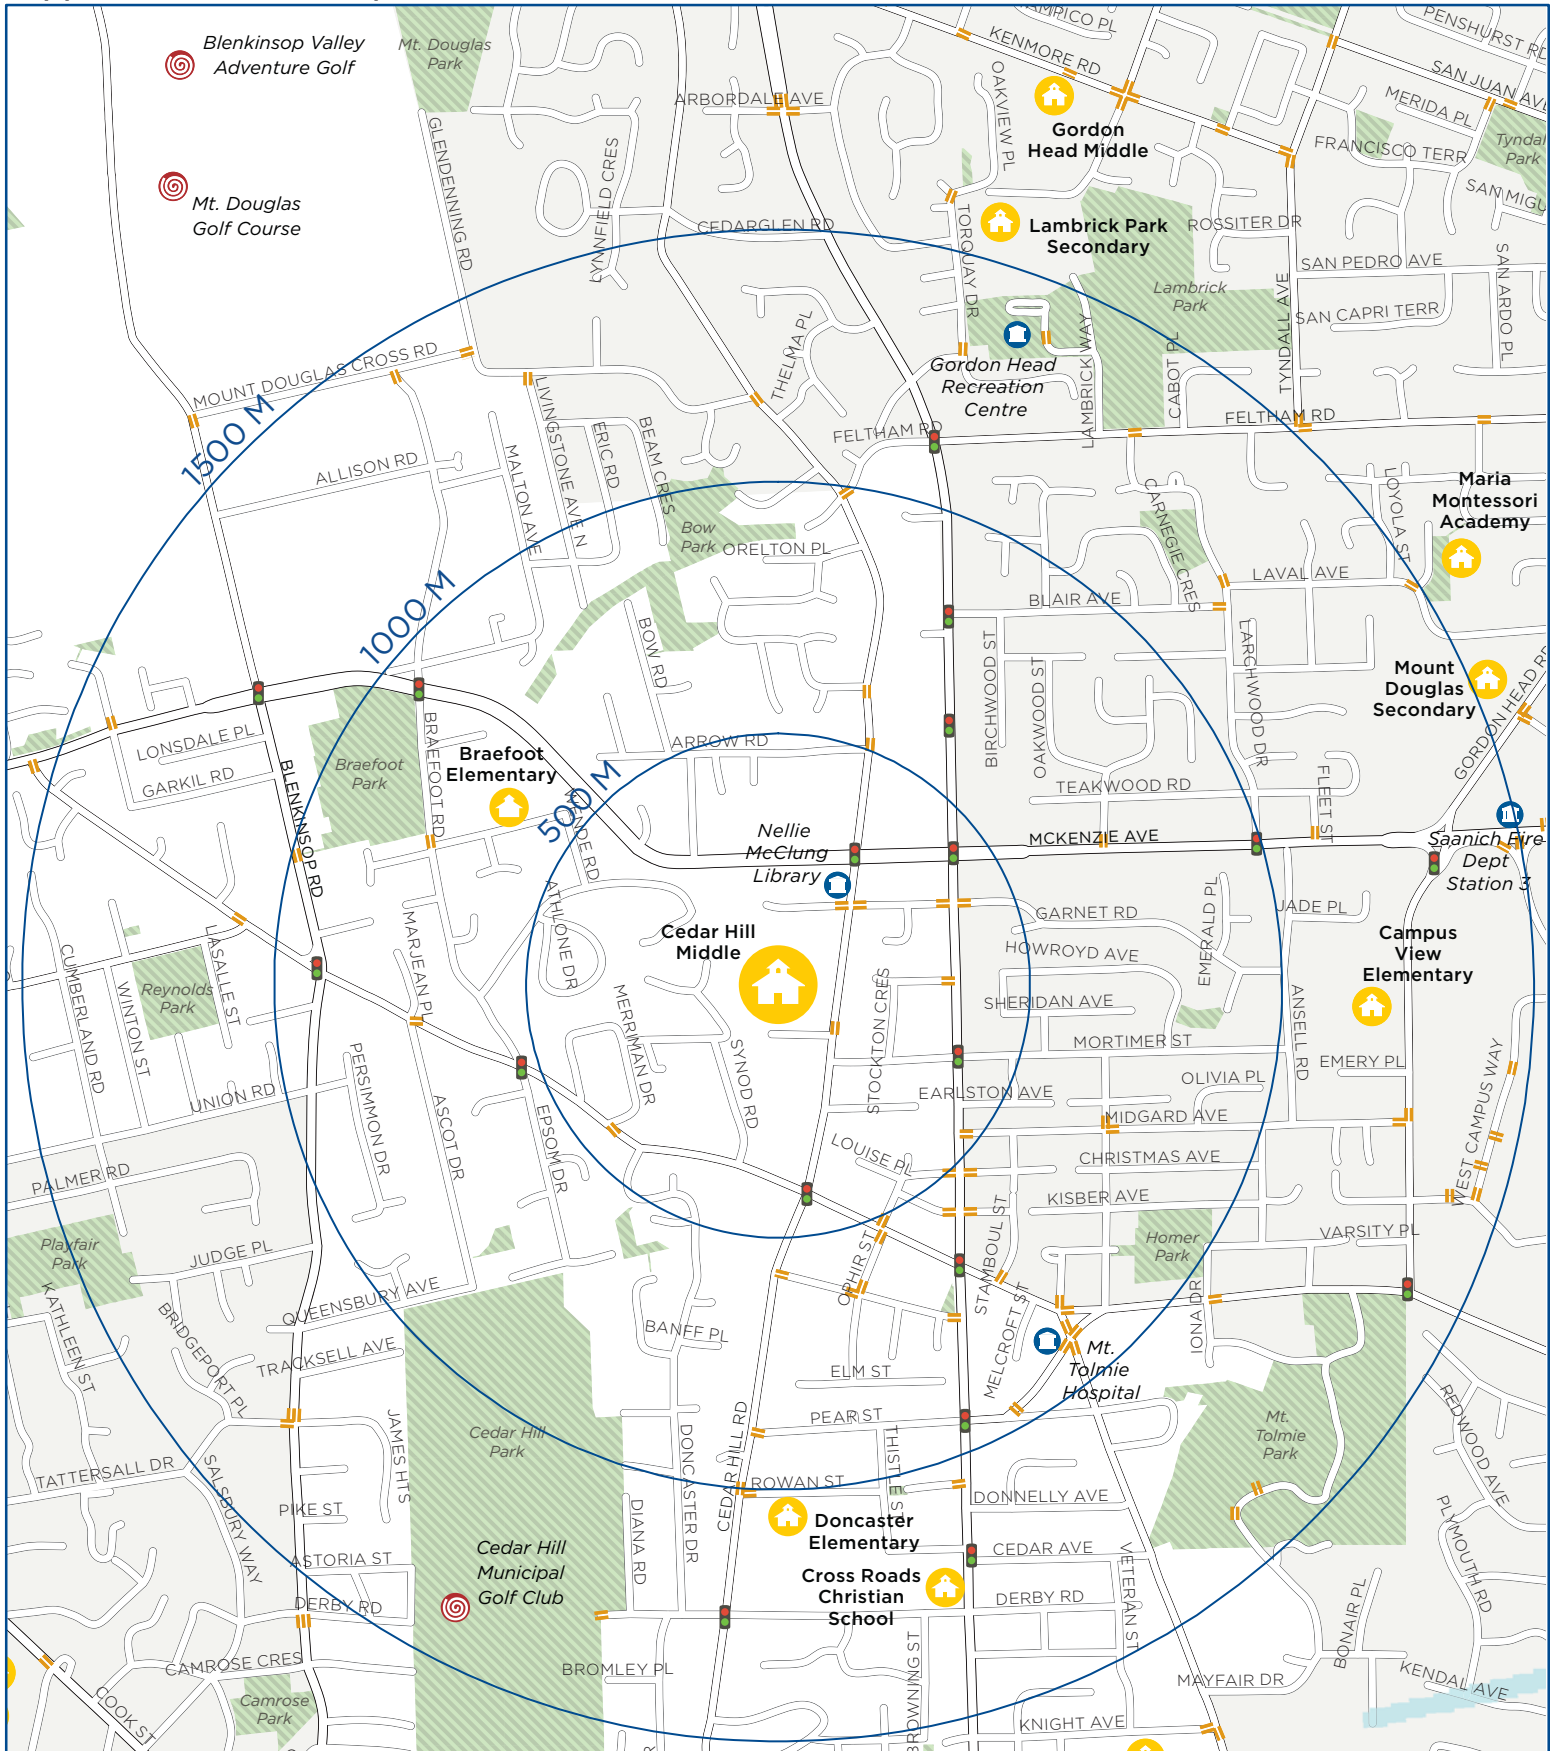 Blenkinsop Valley
Adventure Golf
Mt. Douglas
Park
TAMPICO PL
KENMORE RD
PENSHURST RD
SAN JUAN AVE
MERIDA PL
OAKVIEW PL
ARBORDALE AVE
Gordon
Head Middle
FRANCISCO TERR
Tyndall
Park
GLENDENNING RD
LYNNFIELD CRES
SAN MIGU
Mt. Douglas
Golf Course
CEDARGLEN RD
TORQUAY DR
Lambrick Park
Secondary
ROSSITER DR
SAN PEDRO AVE
SAN ARDO PL
Lambrick
Park
TYNDALL AVE
SAN CAPRI TERR
THELMA PL
LAMBRICK WAY
CABOT PL
Gordon Head
Recreation
Centre
MOUNT DOUGLAS CROSS RD
1500 M
LIVINGSTONE AVE N
ERIC RD
BEAM CRES
FELTHAM RD
FELTHAM RD
ALLISON RD
MALTON AVE
CARNEGIE CRES
LOYOLA ST
Maria
Montessori
Academy
Bow
Park
ORELTON PL
LAVAL AVE
BLAIR AVE
1000 M
BOW RD
BIRCHWOOD ST
OAKWOOD ST
LARCHWOOD DR
Mount
Douglas
Secondary
GORDON HEAD RD
LONSDALE PL
GARKIL RD
BLENKINSOP RD
Braefoot
Park
BRAEFOOT RD
Braefoot
Elementary
ARROW RD
500 M
WENDE RD
TEAKWOOD RD
FLEET ST
Nellie
McClung
Library
MCKENZIE AVE
Saanich Fire
Dept
Station 3
ATHLONE DR
Cedar Hill
Middle
GARNET RD
EMERALD PL
JADE PL
Campus
View
Elementary
CUMBERLAND RD
LASALLE ST
WINTON ST
Reynolds
Park
MARJEAN PL
HOWROYD AVE
STOCKTON CRES
SHERIDAN AVE
ANSELL RD
MERRIMAN DR
SYNOD RD
MORTIMER ST
EMERY PL
WEST CAMPUS WAY
PERSIMMON DR
UNION RD
OLIVIA PL
EARLSTON AVE
ASCOT DR
EPSOM DR
MIDGARD AVE
LOUISE PL
CHRISTMAS AVE
PALMER RD
KISBER AVE
STAMBOUL ST
Playfair
Park
JUDGE PL
OPHIR ST
Homer
Park
VARSITY PL
KATHLEEN ST
BRIDGEPORT PL
QUEENSBURY AVE
MELCROFT ST
IONA DR
BANFF PL
TRACKSELL AVE
ELM ST
Mt.
Tolmie
Hospital
REDWOOD AVE
JAMES HTS
Cedar Hill
Park
DONCASTER DR
CEDAR HILL RD
PEAR ST
THISTLE ST
Mt.
Tolmie
Park
TATTERSALL DR
SALSBURY WAY
ROWAN ST
DONNELLY AVE
PLYMOUTH RD
PIKE ST
DIANA RD
Doncaster
Elementary
CEDAR AVE
VETERAN ST
ASTORIA ST
Cedar Hill
Municipal
Golf Club
Cross Roads
Christian
School
DERBY RD
DERBY RD
BONAIR PL
CAMROSE CRES
BROMLEY PL
BROWNING ST
MAYFAIR DR
KENDAL AVE
COOK ST
Camrose
Park
KNIGHT AVE